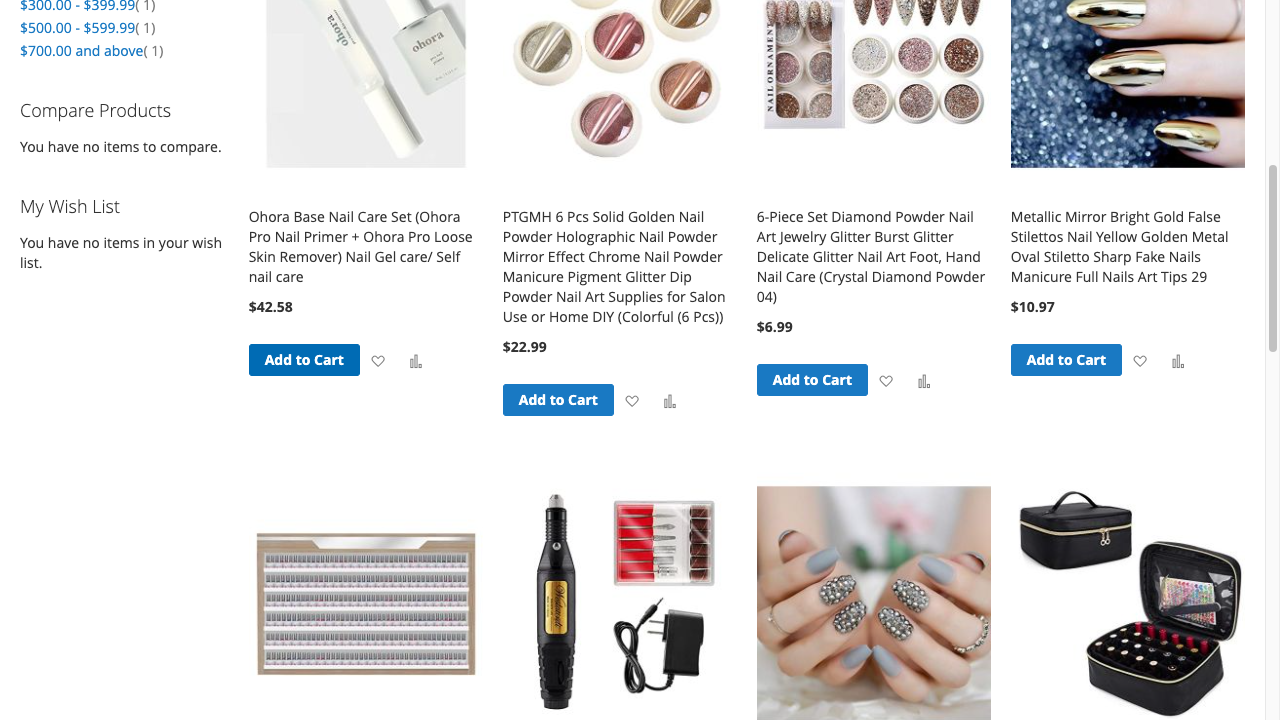 $300.00 - $399.99( 1)
$500.00 - $599.99( 1)
$700.00 and above( 1)
Compare Products
You have no items to compare.
My Wish List
You have no items in your wish
list.
ohora
ohora
NAIL ORNAMENT
Ohora Base Nail Care Set (Ohora
Pro Nail Primer + Ohora Pro Loose
Skin Remover) Nail Gel care/ Self
nail care
$42.58
Add to Cart
PTGMH 6 Pcs Solid Golden Nail
Powder Holographic Nail Powder
Mirror Effect Chrome Nail Powder
Manicure Pigment Glitter Dip
Powder Nail Art Supplies for Salon
Use or Home DIY (Colorful (6 Pcs))
$22.99
Add to Cart
6-Piece Set Diamond Powder Nail
Art Jewelry Glitter Burst Glitter
Delicate Glitter Nail Art Foot, Hand
Nail Care (Crystal Diamond Powder
04)
$6.99
Add to Cart
Metallic Mirror Bright Gold False
Stilettos Nail Yellow Golden Metal
Oval Stiletto Sharp Fake Nails
Manicure Full Nails Art Tips 29
$10.97
Add to Cart